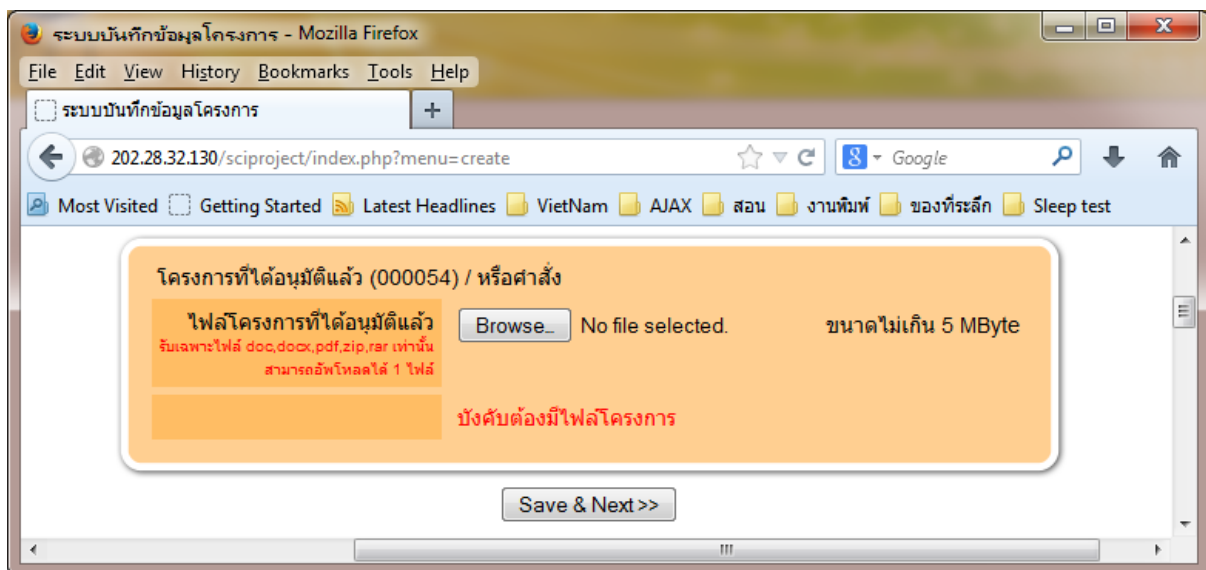 ระบบบันทึกข้อมูลโครงการ - Mozilla Firefox
File Edit View History Bookmarks Tools Help
ระบบบันทึกข้อมูลโครงการ +
202.28.32.130/sciproject/index.php?menu=create 8 Google
Most Visited Getting Started Latest Headlines VietNam AJAX สอน งานพิมพ์ ของที่ระลึก Sleep test
โครงการที่ได้อนุมัติแล้ว (000054) / หรือคำสั่ง
ไฟล์โครงการที่ได้อนุมัติแล้ว Browse_ No file selected. ขนาดไม่เกิน 5 MByte
รับเฉพาะไฟล์ doc,docx,pdf,zip,rar เท่านั้น
สามารถอัพโหลดได้ 1 ไฟล์
บังคับต้องมีไฟล์โครงการ
Save & Next >>